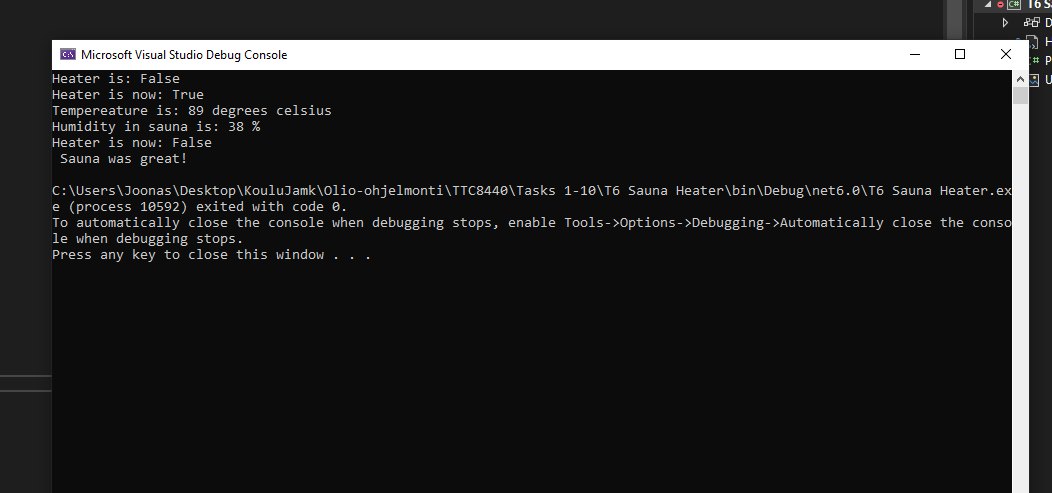 T6 Sa
Microsoft Visual Studio Debug Console
Heater is: False
Heater is now: True
Tempereature is: 89 degrees celsius
Humidity in sauna is: 38 %
Heater is now: False
Sauna was great!
C:\Users\Joonas\Desktop\KouluJamk\Olio-ohjelmonti\TTC8440\Tasks 1-10\T6 Sauna Heater\bin\Debug\net6.0\T6 Sauna Heater.ex
e (process 10592) exited with code 0.
To automatically close the console when debugging stops, enable Tools->Options->Debugging->Automatically close the conso
le when debugging stops.
Press any key to close this window . . .